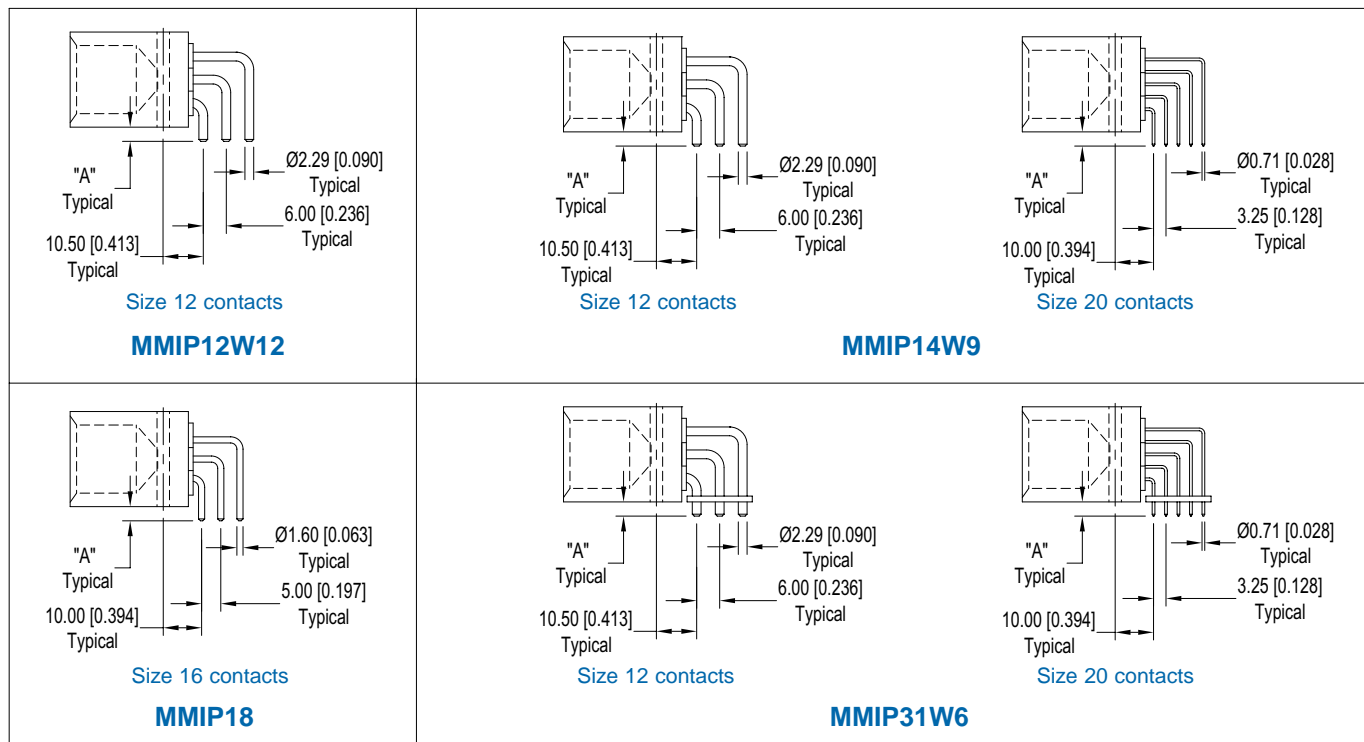 "A"
Typical
Ø2.29 [0.090]
Typical
6.00 [0.236]
Typical
10.50 [0.413]
Typical
Size 12 contacts
MMIP12W12
"A"
Typical
Ø2.29 [0.090]
Typical
6.00 [0.236]
Typical
10.50 [0.413]
Typical
Size 12 contacts
"A"
Typical
Ø0.71 [0.028]
Typical
3.25 [0.128]
Typical
10.00 [0.394]
Typical
Size 20 contacts
MMIP14W9
"A"
Typical
Ø1.60 [0.063]
Typical
5.00 [0.197]
Typical
10.00 [0.394]
Typical
Size 16 contacts
MMIP18
"A"
Typical
Ø2.29 [0.090]
Typical
6.00 [0.236]
Typical
10.50 [0.413]
Typical
Size 12 contacts
"A"
Typical
Ø0.71 [0.028]
Typical
3.25 [0.128]
Typical
10.00 [0.394]
Typical
Size 20 contacts
MMIP31W6